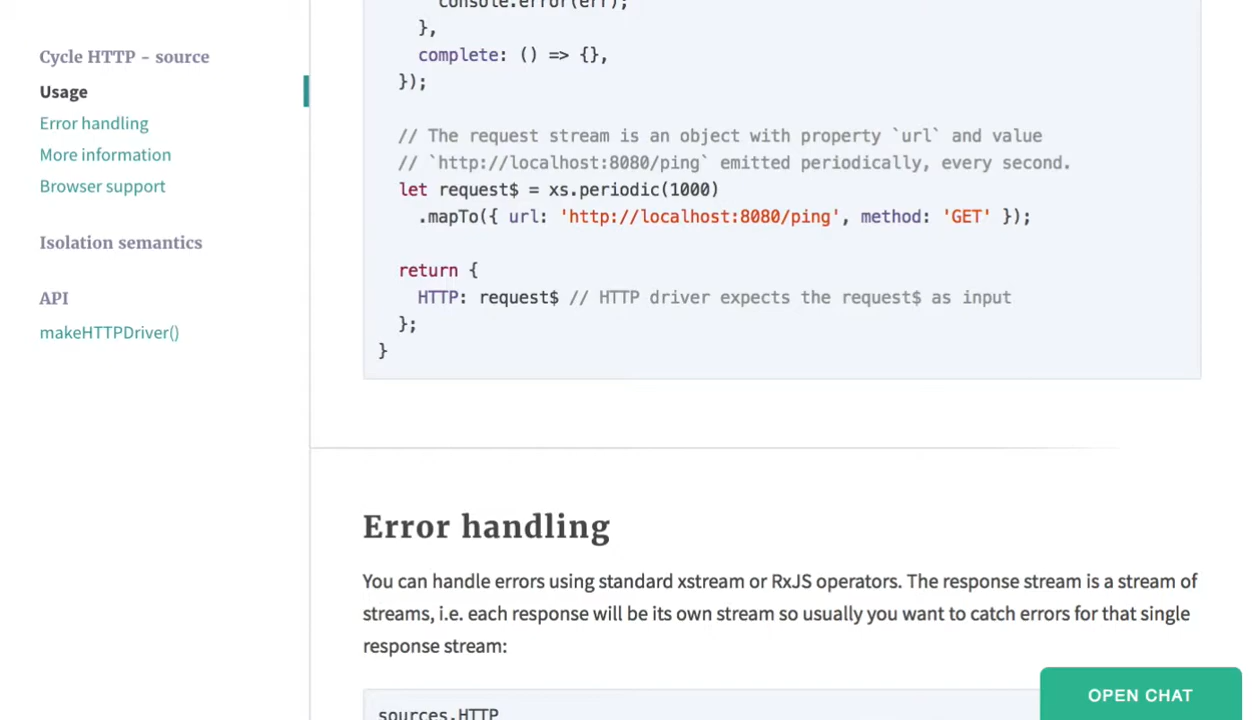 Cycle HTTP - source
Usage
Error handling
More information
Browser support
Isolation semantics
API
makeHTTPDriver()
console.error(err);
},
complete: () => {},
});
// The request stream is an object with property `url` and value
// `http://localhost:8080/ping` emitted periodically, every second.
let request$ = xs.periodic(1000)
.mapTo({ url: 'http://localhost:8080/ping', method: 'GET' });
return {
HTTP: request$ // HTTP driver expects the request$ as input
};
}
Error handling
You can handle errors using standard xstream or RxJS operators. The response stream is a stream of
streams, i.e. each response will be its own stream so usually you want to catch errors for that single
response stream:
sources.HTTP
OPEN CHAT